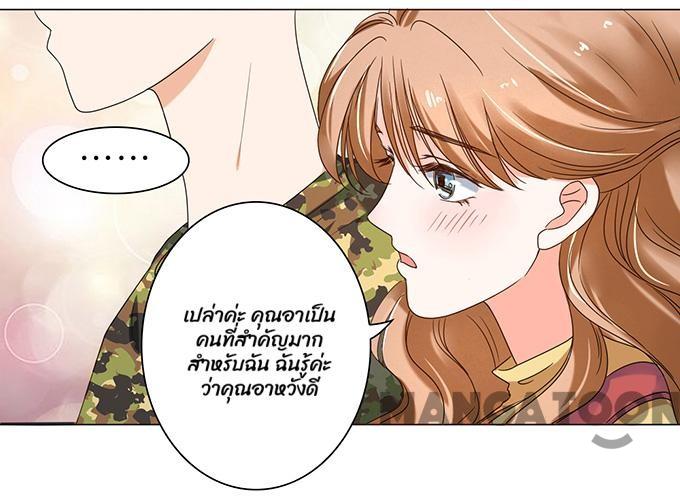 ......
เปล่าค่ะ คุณอาเป็น
คนที่สำคัญมาก
สำหรับฉัน ฉันรู้ค่ะ
ว่าคุณอาหวังดี
MANGATOON